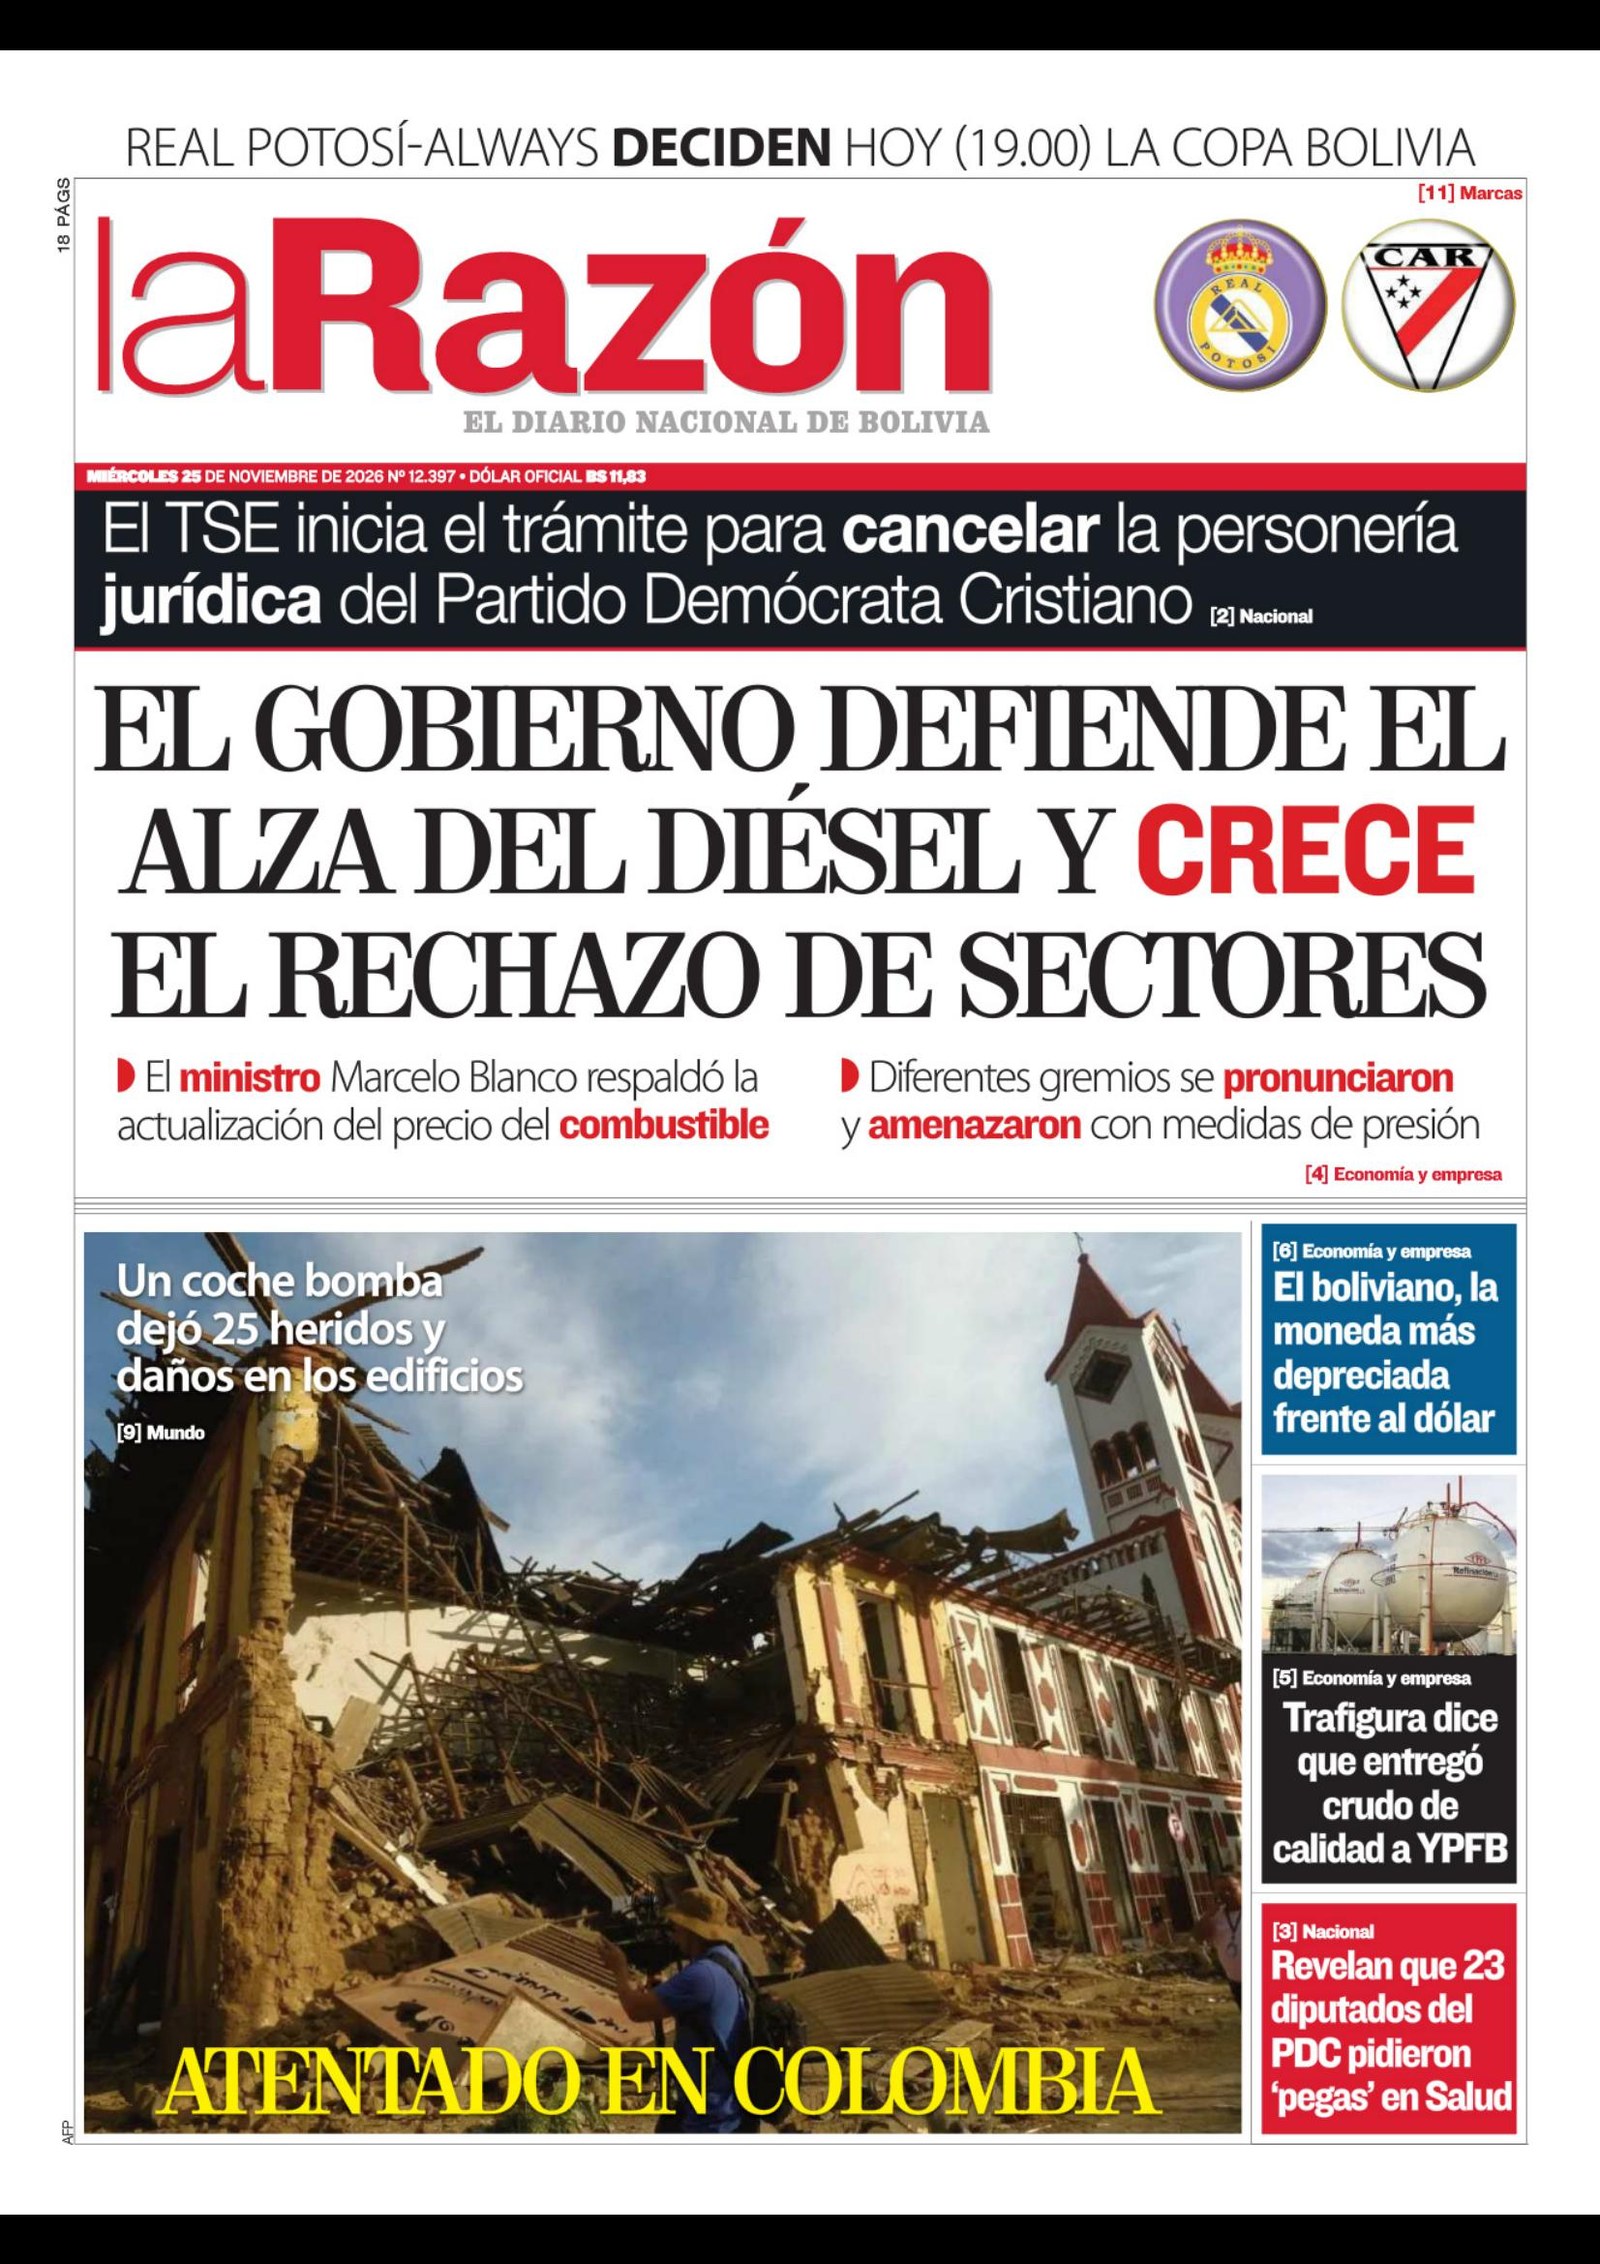 REAL POTOSÍ-ALWAYS DECIDEN HOY (19.00) LA COPA BOLIVIA
18 PÁGS
[11] Marcas
laRazón
EL DIARIO NACIONAL DE BOLIVIA
REAL
POTOSI
CAR
MIÉRCOLES 25 DE NOVIEMBRE DE 2026 Nº 12.397 • DÓLAR OFICIAL BS 11,83
El TSE inicia el trámite para cancelar la personería
jurídica del Partido Demócrata Cristiano [2] Nacional
EL GOBIERNO DEFIENDE EL
ALZA DEL DIÉSEL Y CRECE
EL RECHAZO DE SECTORES
El ministro Marcelo Blanco respaldó la
actualización del precio del combustible
Diferentes gremios se pronunciaron
y amenazaron con medidas de presión
[4] Economía y empresa
Un coche bomba
dejó 25 heridos y
daños en los edificios
[9] Mundo
ATENTADO EN COLOMBIA
AFP
[6] Economía y empresa
El boliviano, la
moneda más
depreciada
frente al dólar
[5] Economía y empresa
Trafigura dice
que entregó
crudo de
calidad a YPFB
[3] Nacional
Revelan que 23
diputados del
PDC pidieron
‘pegas’ en Salud